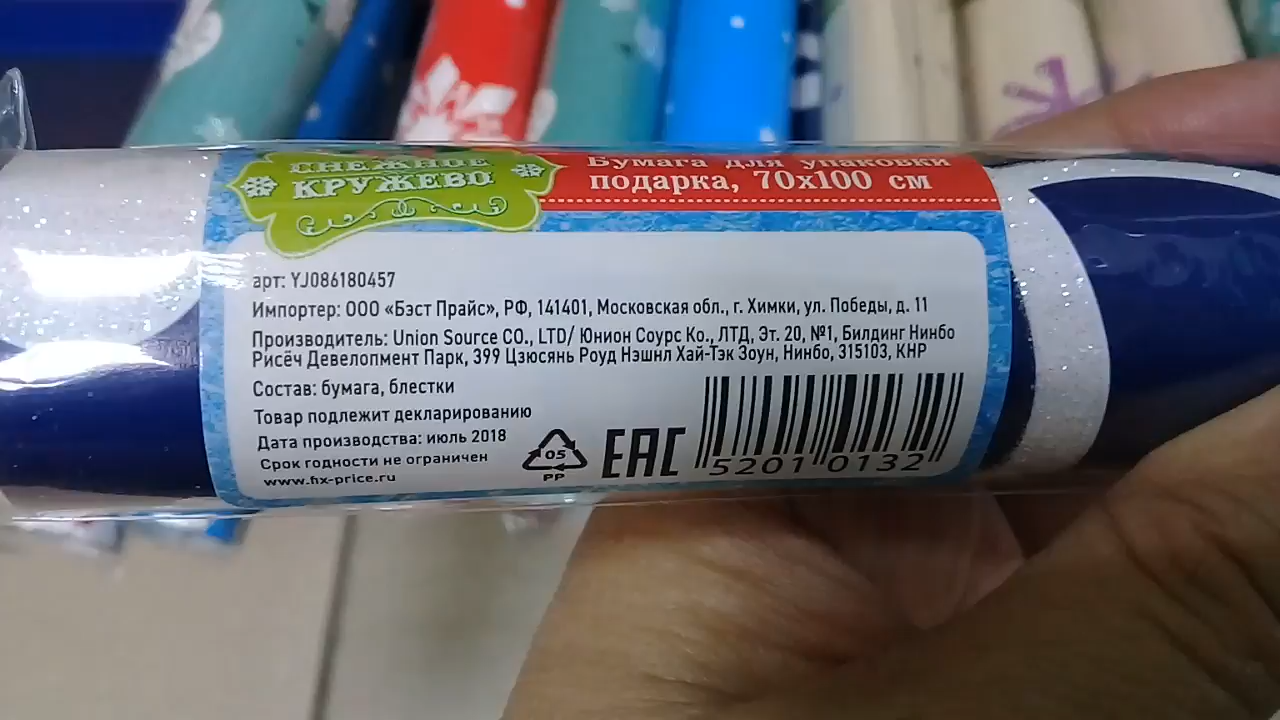 СНЕЖНОЕ
КРУЖЕВО
Бумага для упаковки
подарка, 70х100 см
арт: YJ086180457
Импортер: ООО «Бэст Прайс», РФ, 141401, Московская обл., г. Химки, ул. Победы, д. 11
Производитель: Union Source CO., LTD/ Юнион Соурс Ко., ЛТД, Эт. 20, №1, Билдинг Нинбо
Рисёч Девелопмент Парк, 399 Цзюсянь Роуд Нэшнл Хай-Тэк Зоун, Нинбо, 315103, КНР
Состав: бумага, блестки
Товар подлежит декларированию
Дата производства: июль 2018
Срок годности не ограничен
www.fix-price.ru
05
PP
EAC
5201 0132